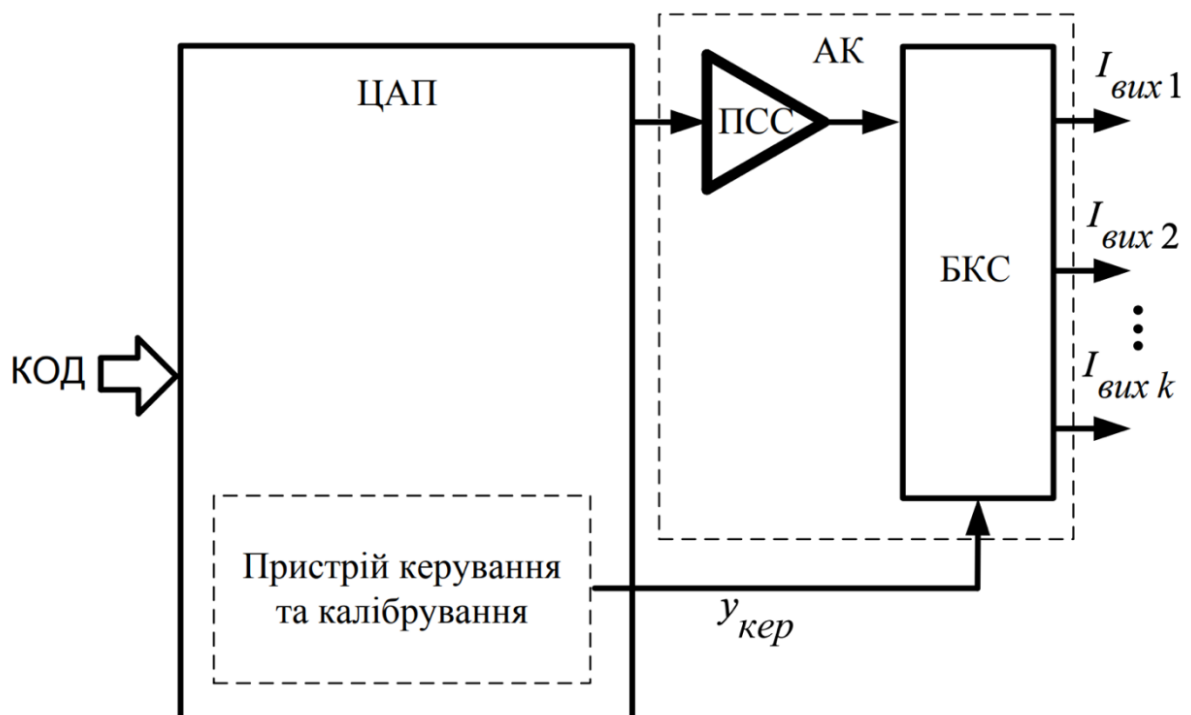 ЦАП
АК
ПСС
БКС
I вих 1
I вих 2
I вих k
КОД
Пристрій керування
та калібрування
y кер